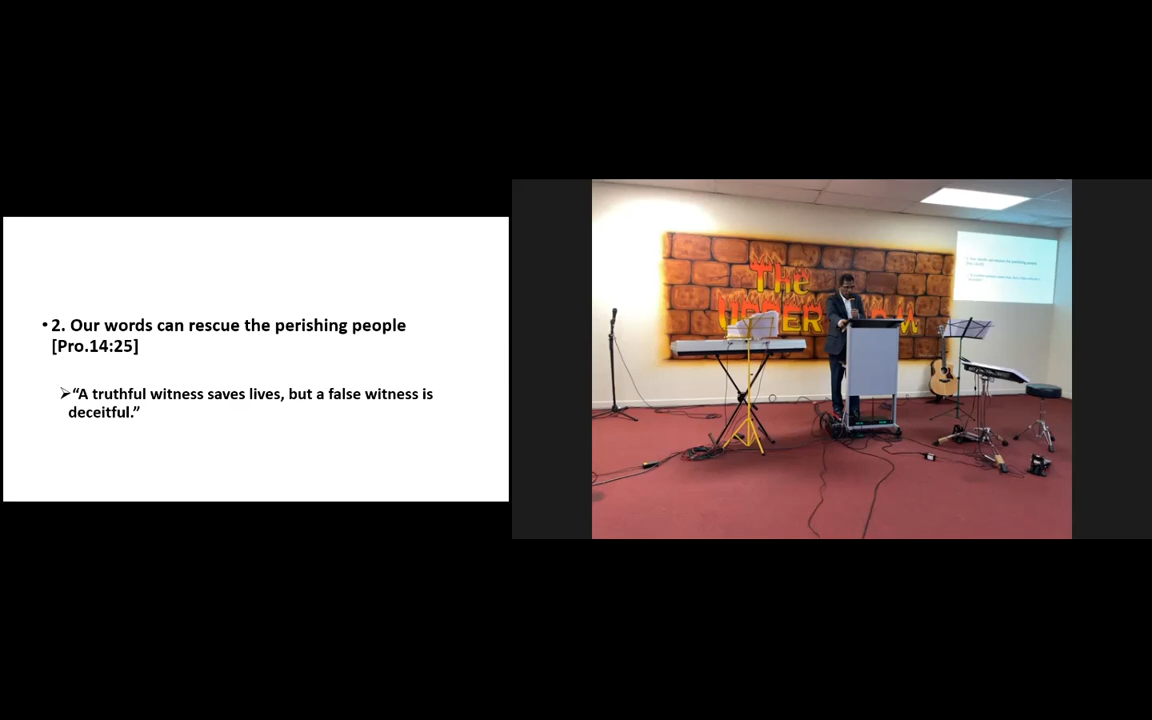 • 2. Our words can rescue the perishing people
[Pro.14:25]
➢“A truthful witness saves lives, but a false witness is
deceitful.”
The
UPPER